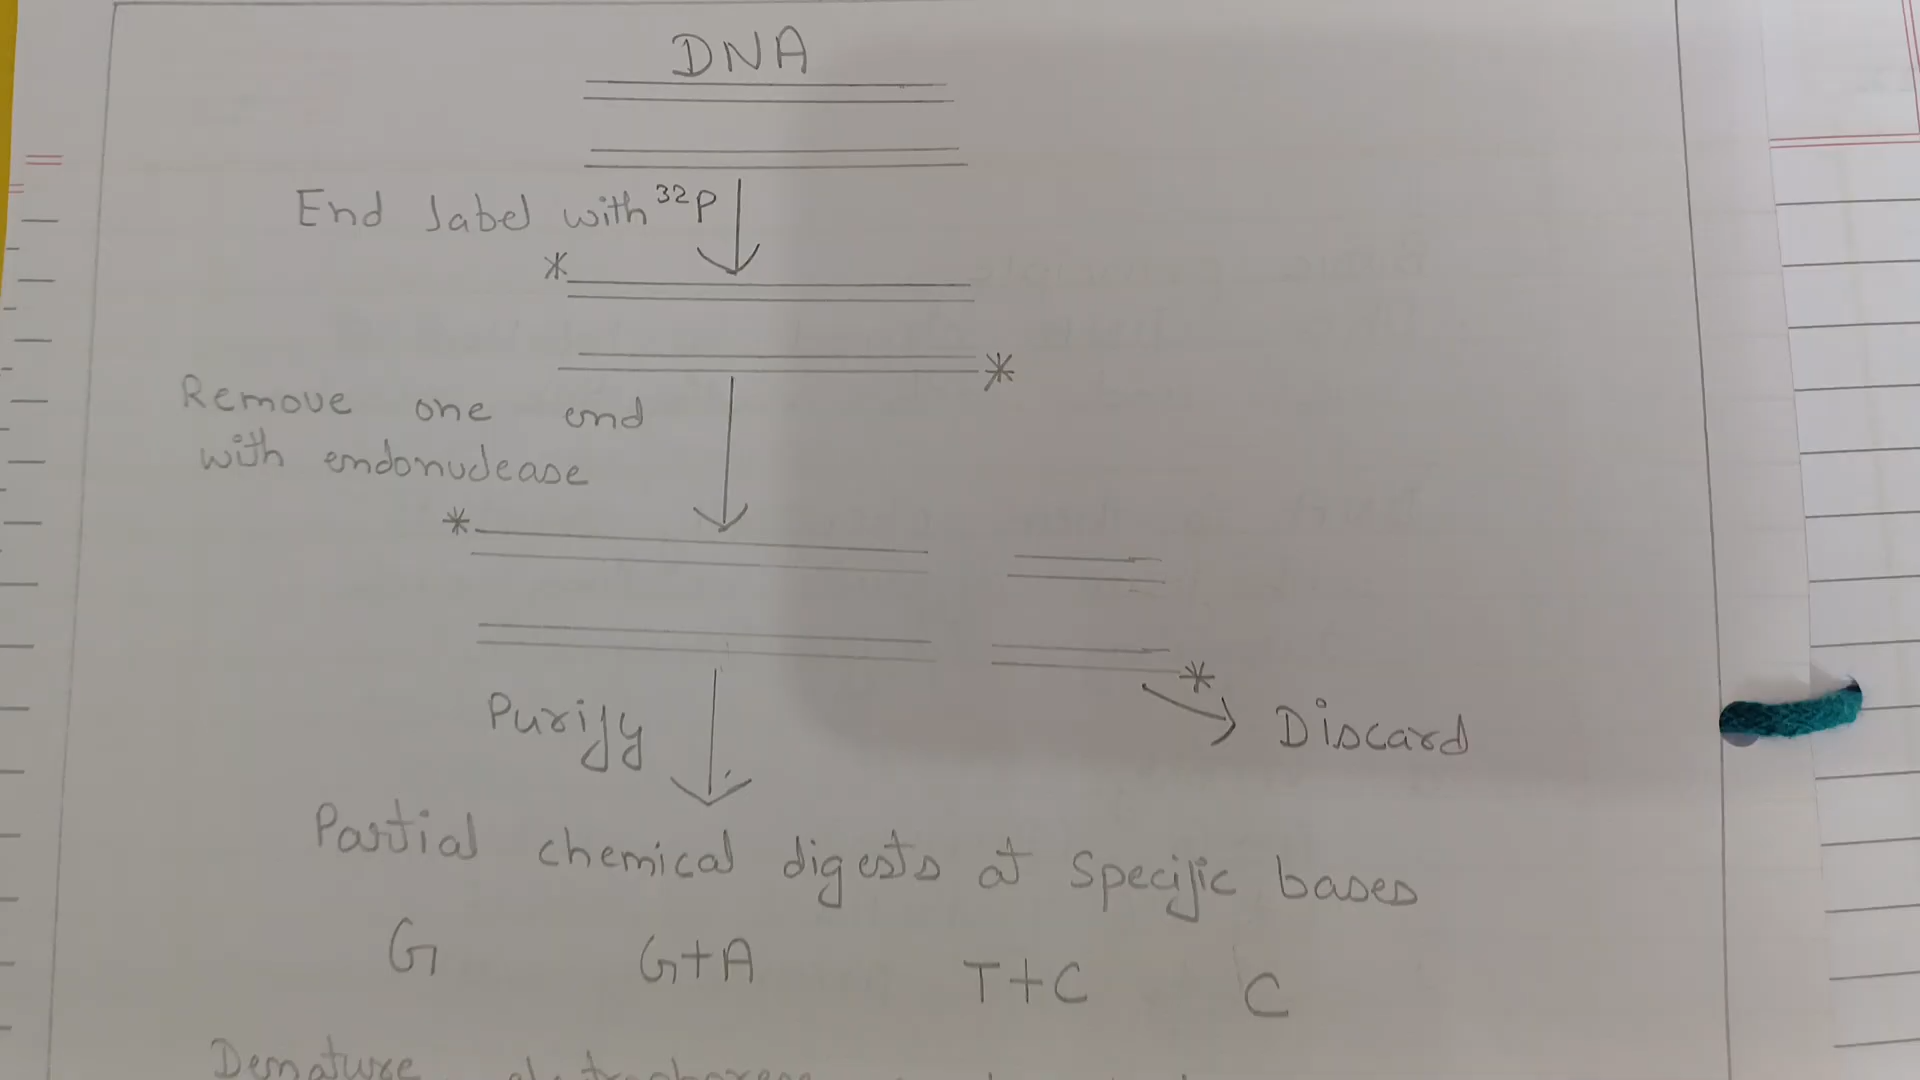 DNA
End label with 32P
*
*
Remove one end
with endonuclease
*
*
Purify
Discard
Partial chemical digests at specific bases
G G+A T+C C
Denature